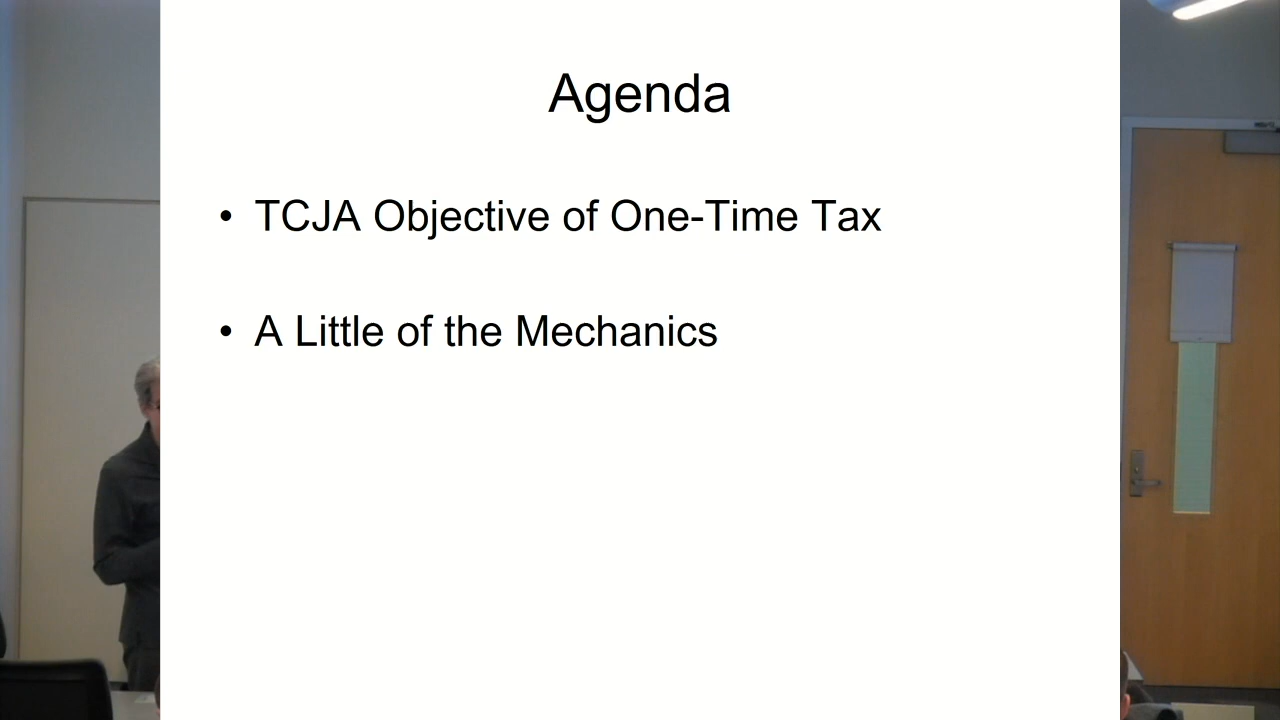 Agenda
• TCJA Objective of One-Time Tax
• A Little of the Mechanics